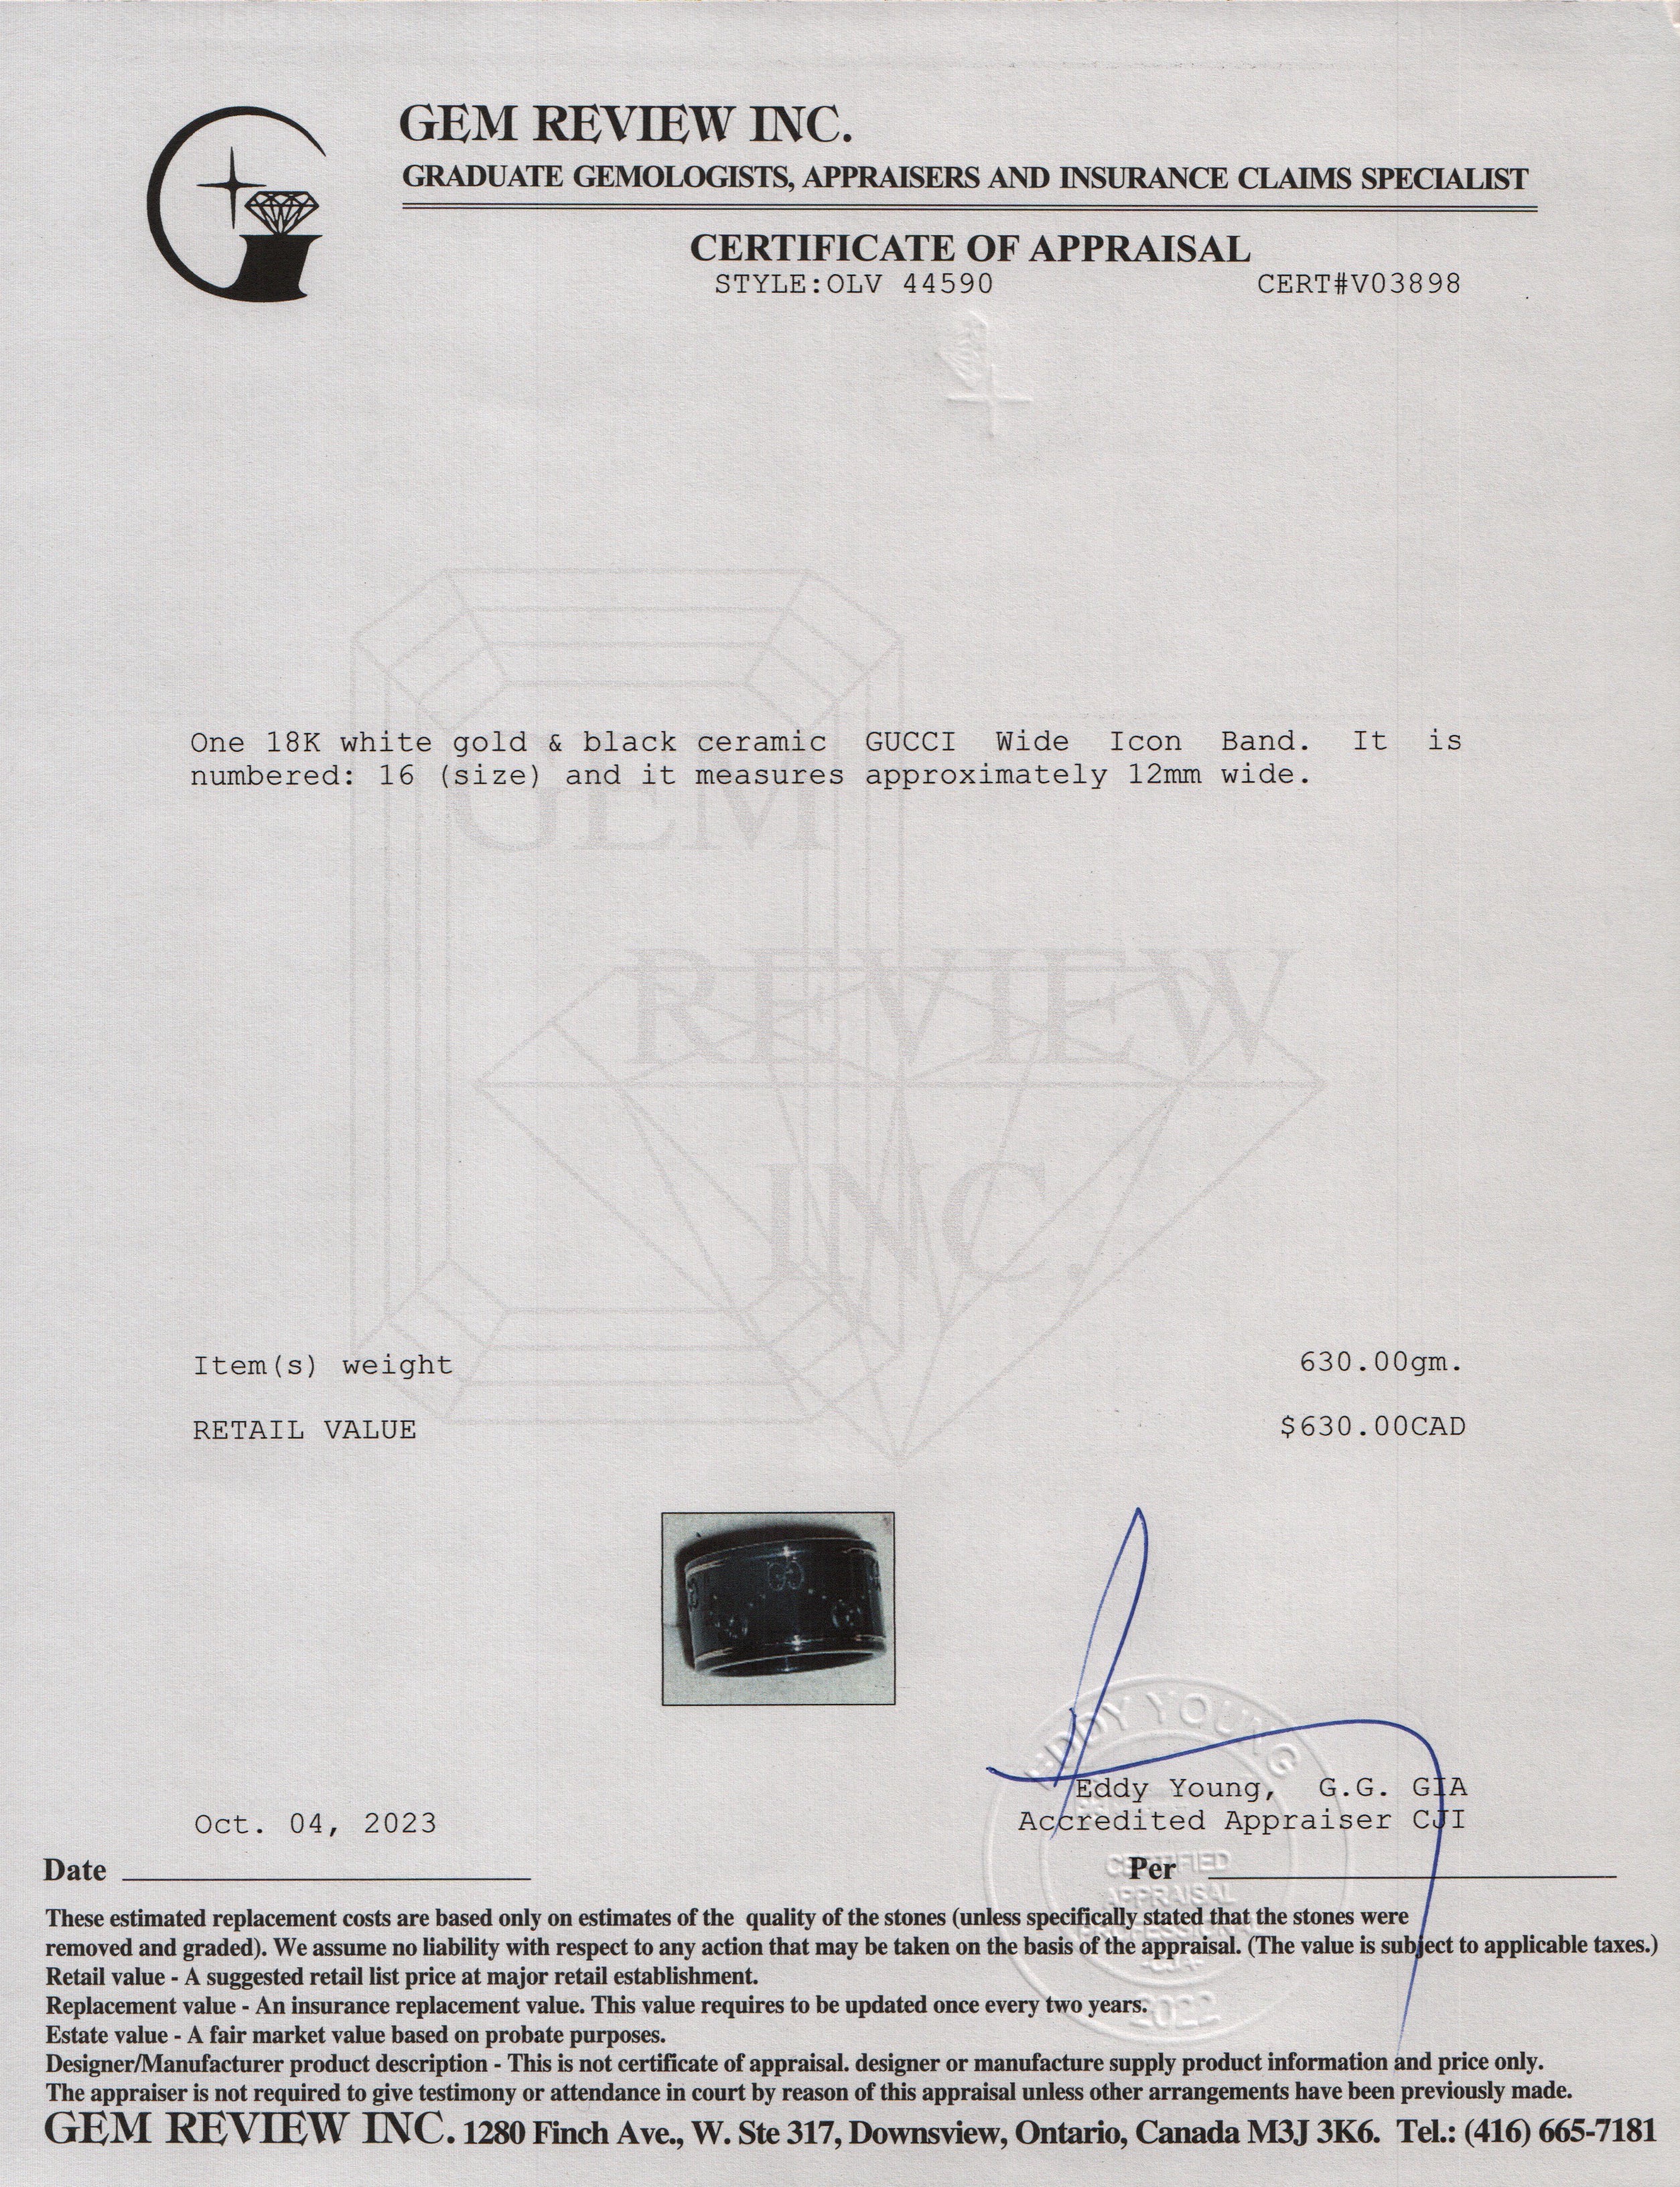 GEM REVIEW INC.
GRADUATE GEMOLOGISTS, APPRAISERS AND INSURANCE CLAIMS SPECIALIST
CERTIFICATE OF APPRAISAL
STYLE:OLV 44590 CERT#V03898
One 18K white gold & black ceramic GUCCI Wide Icon Band. It is
numbered: 16 (size) and it measures approximately 12mm wide.
GEM
REVIEW
INC.
Item(s) weight 630.00gm.
RETAIL VALUE $630.00CAD
EDDY YOUNG
Eddy Young, G.G. GIA
Oct. 04, 2023 Accredited Appraiser CJI
Date Per
CERTIFIED
APPRAISAL
PROFESSIONAL
2022
These estimated replacement costs are based only on estimates of the quality of the stones (unless specifically stated that the stones were
removed and graded). We assume no liability with respect to any action that may be taken on the basis of the appraisal. (The value is subject to applicable taxes.)
Retail value - A suggested retail list price at major retail establishment.
Replacement value - An insurance replacement value. This value requires to be updated once every two years.
Estate value - A fair market value based on probate purposes.
Designer/Manufacturer product description - This is not certificate of appraisal. designer or manufacture supply product information and price only.
The appraiser is not required to give testimony or attendance in court by reason of this appraisal unless other arrangements have been previously made.
GEM REVIEW INC. 1280 Finch Ave., W. Ste 317, Downsview, Ontario, Canada M3J 3K6. Tel.: (416) 665-7181